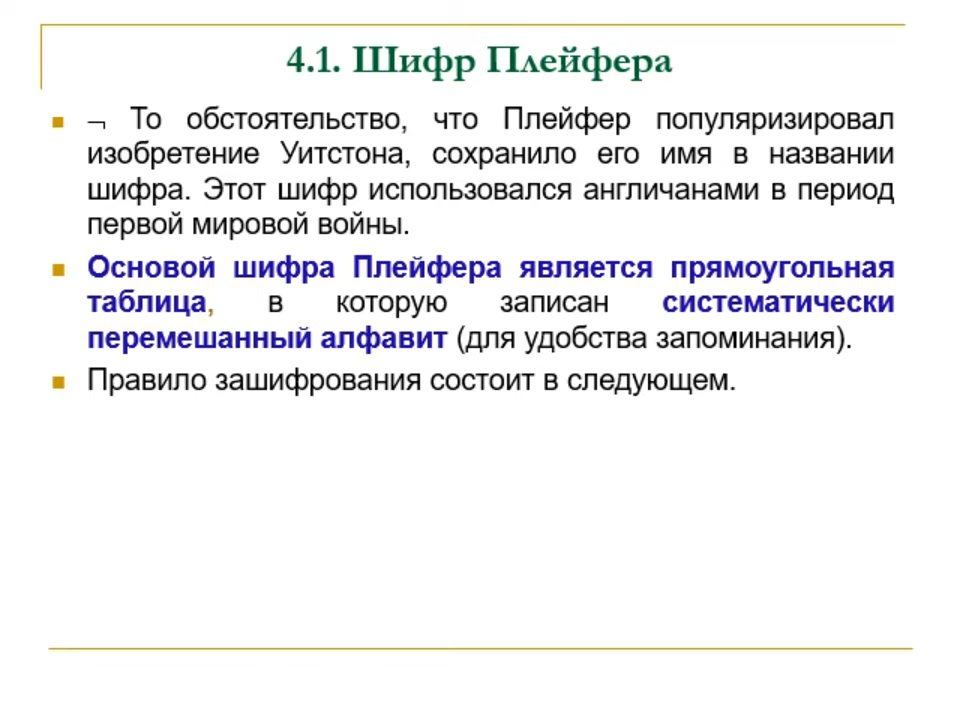 4.1. Шифр Плейфера
¬ То обстоятельство, что Плейфер популяризировал
изобретение Уитстона, сохранило его имя в названии
шифра. Этот шифр использовался англичанами в период
первой мировой войны.
Основой шифра Плейфера является прямоугольная
таблица, в которую записан систематически
перемешанный алфавит (для удобства запоминания).
Правило зашифрования состоит в следующем.